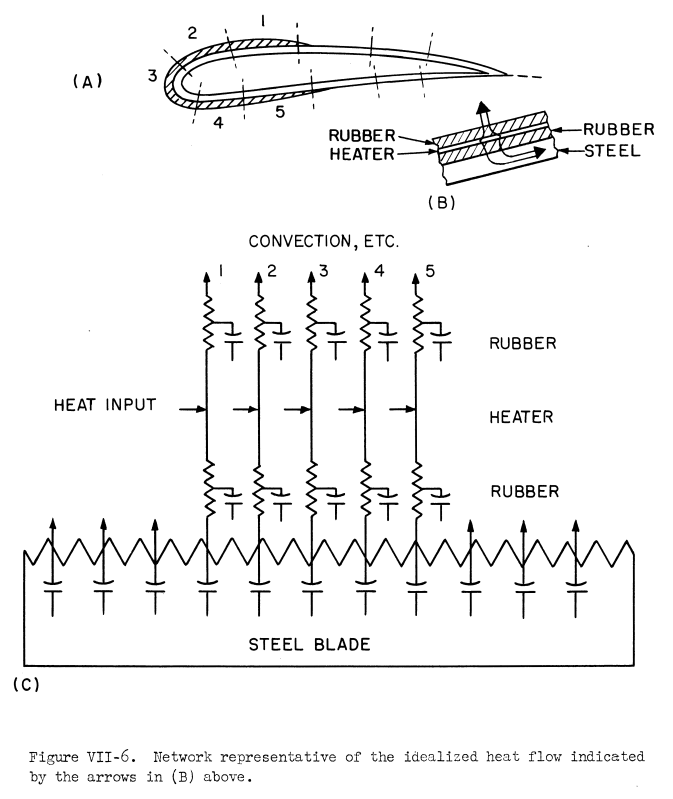 1
2
3
(A)
4
5
RUBBER
HEATER
RUBBER
STEEL
(B)
CONVECTION, ETC.
1 2 3 4 5
RUBBER
HEAT INPUT
HEATER
RUBBER
STEEL BLADE
(C)
Figure VII-6. Network representative of the idealized heat flow indicated
by the arrows in (B) above.